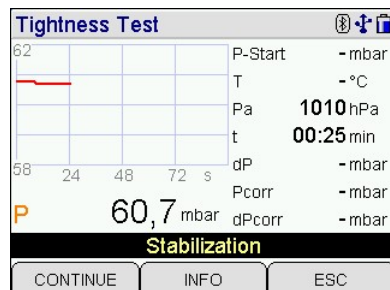 Tightness Test
62
58
24 48 72 s
P 60,7 mbar
P-Start - mbar
T - °C
Pa 1010 hPa
t 00:25 min
dP - mbar
Pcorr - mbar
dPcorr - mbar
Stabilization
CONTINUE INFO ESC